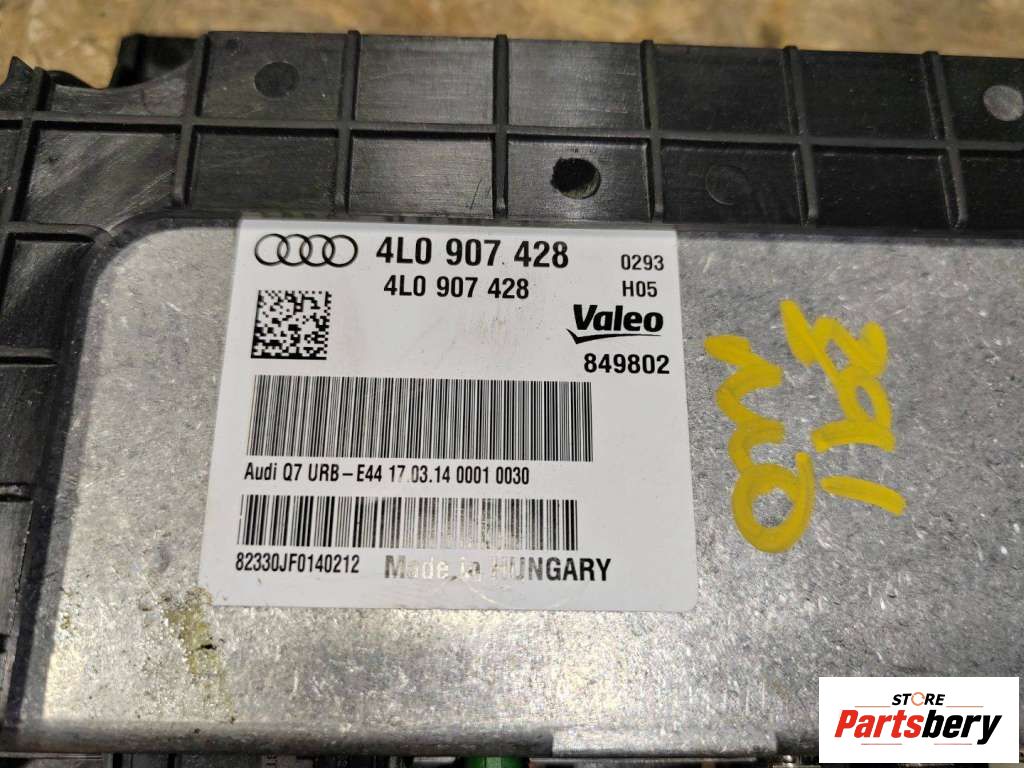 4L0 907 428
0293
4L0 907 428
H05
Valeo
849802
Audi Q7 URB-E44 17.03.14 0001 0030
82330JF0140212
Made in HUNGARY
STORE
Partsbery